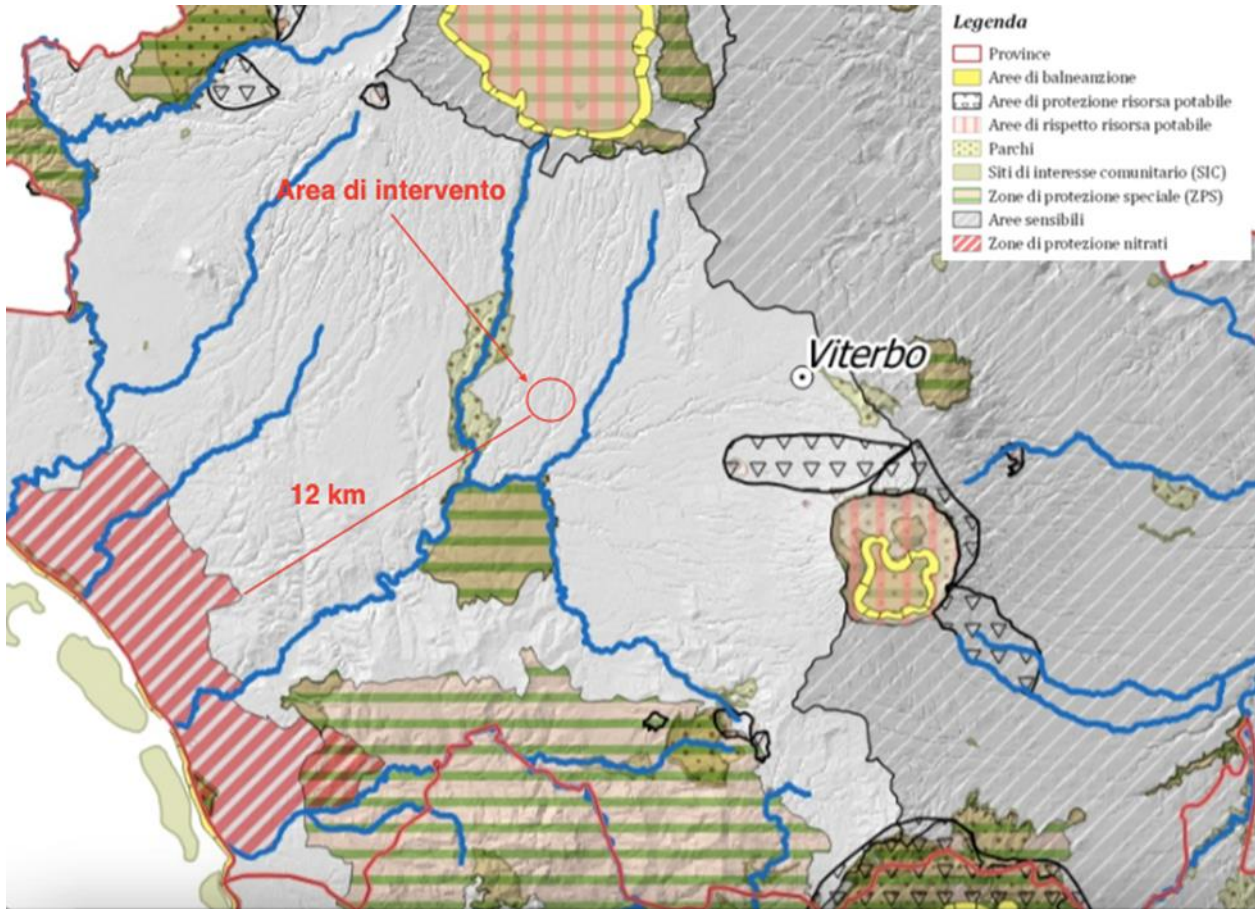 Legenda
Province
Aree di balneanzione
Aree di protezione risorsa potabile
Aree di rispetto risorsa potabile
Parchi
Siti di interesse comunitario (SIC)
Zone di protezione speciale (ZPS)
Aree sensibili
Zone di protezione nitrati
Area di intervento
Viterbo
12 km